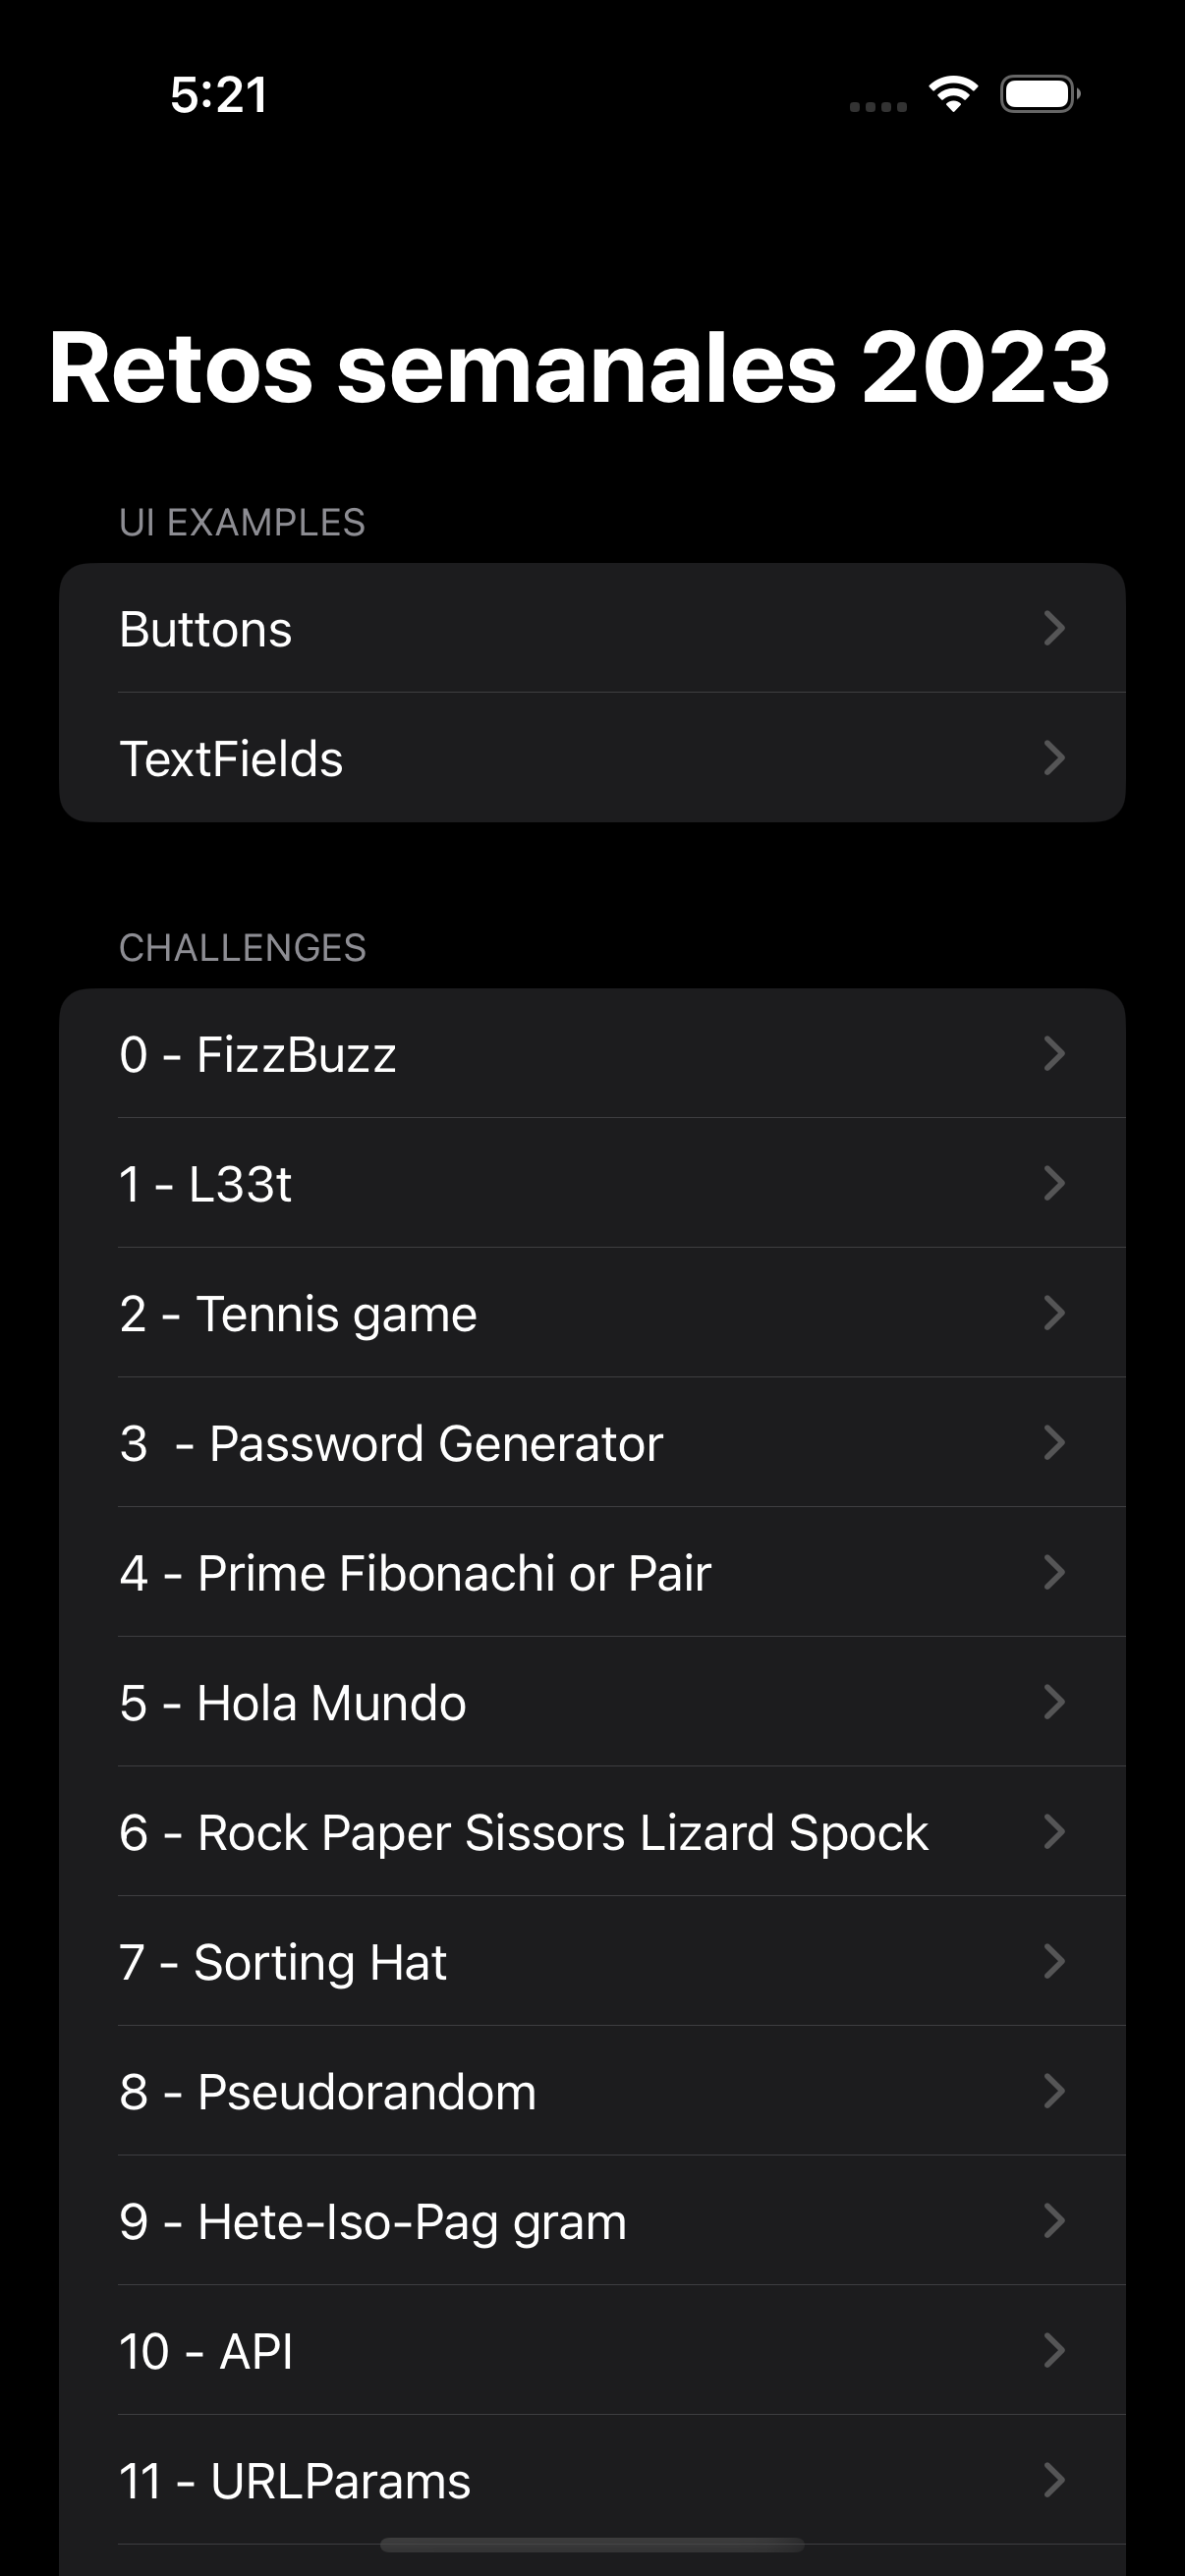 5:21
Retos semanales 2023
UI EXAMPLES
Buttons
TextFields
CHALLENGES
0 - FizzBuzz
1 - L33t
2 - Tennis game
3  - Password Generator
4 - Prime Fibonachi or Pair
5 - Hola Mundo
6 - Rock Paper Sissors Lizard Spock
7 - Sorting Hat
8 - Pseudorandom
9 - Hete-Iso-Pag gram
10 - API
11 - URLParams